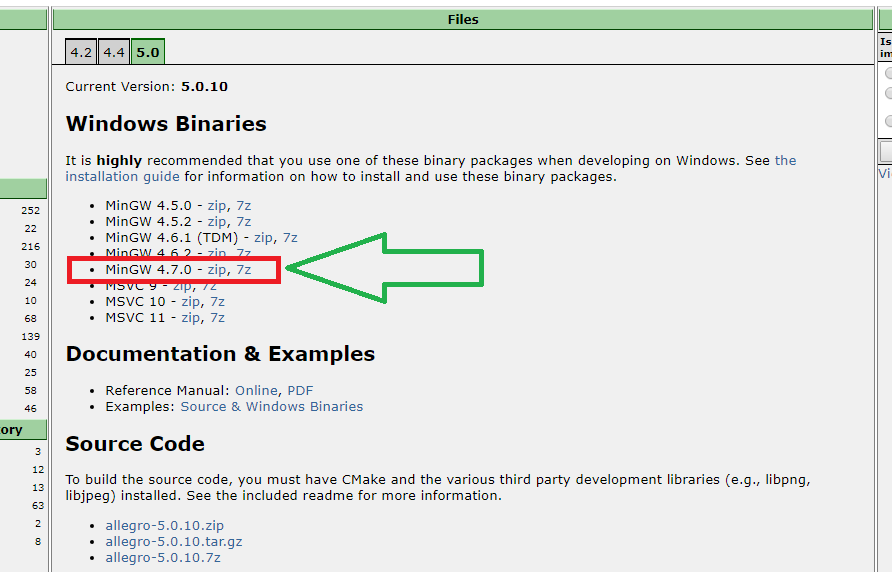 Files
4.2 4.4 5.0
Current Version: 5.0.10
Windows Binaries
It is highly recommended that you use one of these binary packages when developing on Windows. See the
installation guide for information on how to install and use these binary packages.
MinGW 4.5.0 - zip, 7z
MinGW 4.5.2 - zip, 7z
MinGW 4.6.1 (TDM) - zip, 7z
MinGW 4.6.2 - zip, 7z
MinGW 4.7.0 - zip, 7z
MSVC 9 - zip, 7z
MSVC 10 - zip, 7z
MSVC 11 - zip, 7z
Documentation & Examples
Reference Manual: Online, PDF
Examples: Source & Windows Binaries
Source Code
To build the source code, you must have CMake and the various third party development libraries (e.g., libpng,
libjpeg) installed. See the included readme for more information.
allegro-5.0.10.zip
allegro-5.0.10.tar.gz
allegro-5.0.10.7z
252
22
216
30
24
10
68
139
40
25
58
46
ory
3
12
13
63
2
8
Is
im
Vi